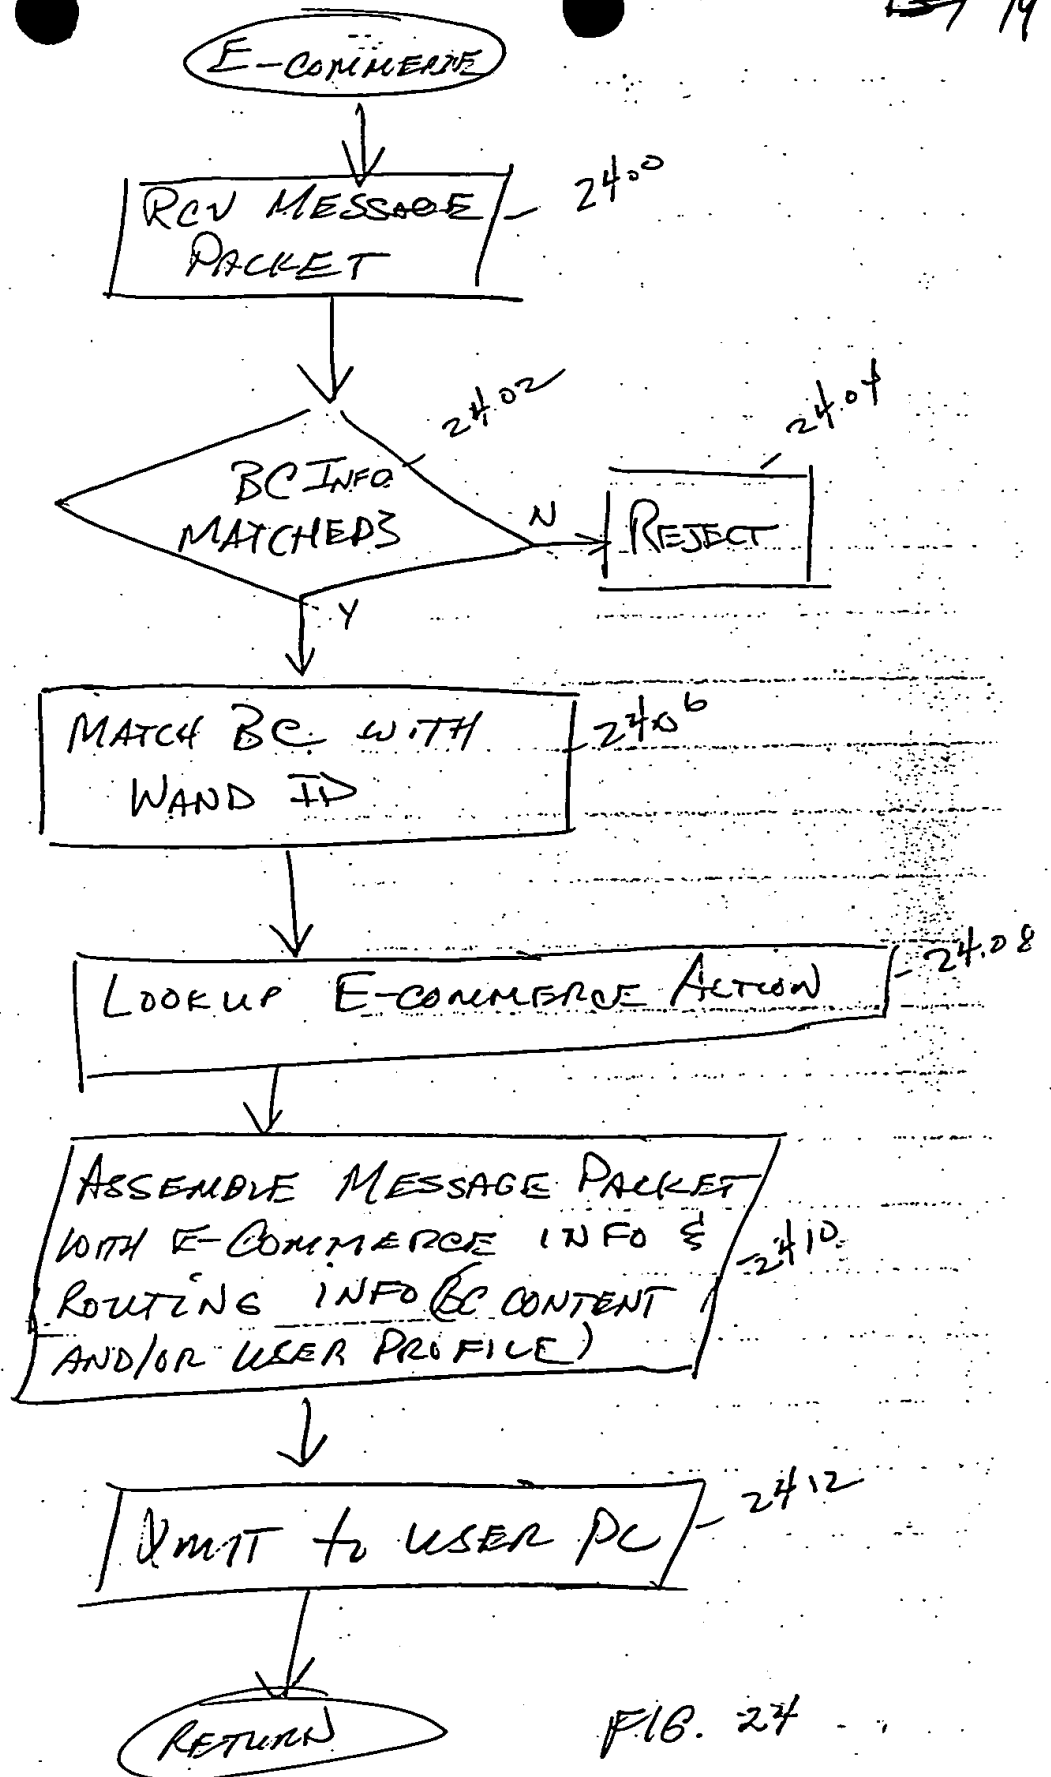 E-COMMERCE
RCV MESSAGE
PACKET
2400
2402
2404
BC INFO
MATCHED?
N
REJECT
Y
MATCH BC WITH
WAND ID
2406
LOOKUP E-COMMERCE ACTION
2408
ASSEMBLE MESSAGE PACKET
WITH E-COMMERCE INFO &
ROUTING INFO (BC CONTENT
AND/OR USER PROFILE)
2410
XMIT to USER PC
2412
RETURN
FIG. 24